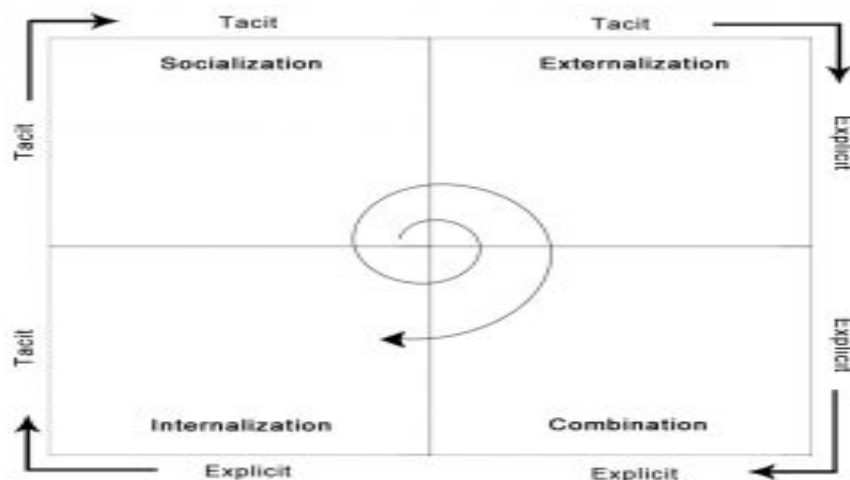 Tacit Tacit
Socialization Externalization
Tacit Explicit
Tacit Explicit
Internalization Combination
Explicit Explicit